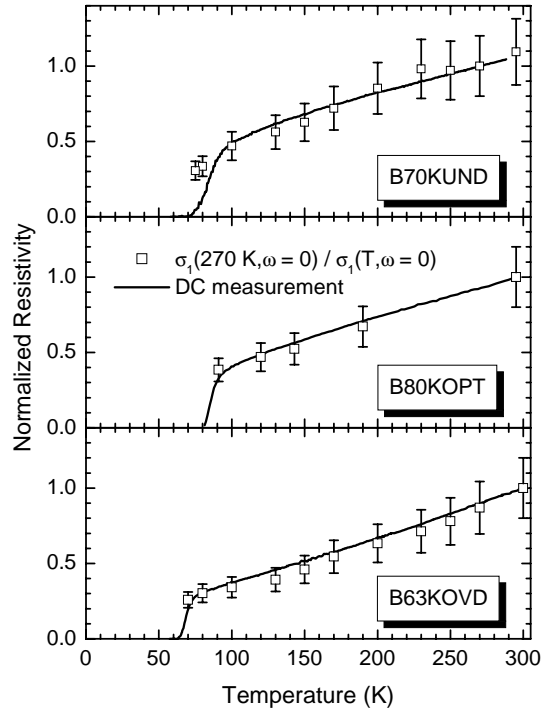 1.0
0.5
0.0
B70KUND
σ₁(270 K,ω = 0) / σ₁(T,ω = 0)
DC measurement
1.0
0.5
0.0
B80KOPT
Normalized Resistivity
1.0
0.5
0.0
B63KOVD
0 50 100 150 200 250 300
Temperature (K)